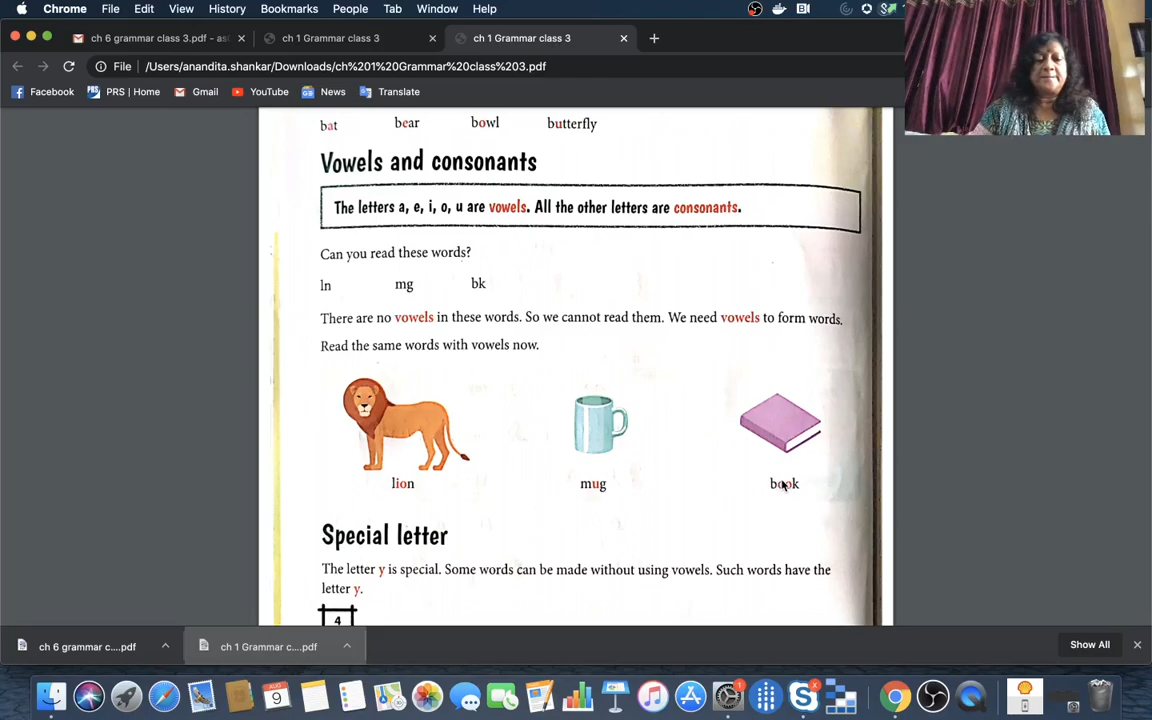 Chrome File Edit View History Bookmarks People Tab Window Help
ch 6 grammar class 3.pdf - as
ch 1 Grammar class 3
ch 1 Grammar class 3
File /Users/anandita.shankar/Downloads/ch%201%20Grammar%20class%203.pdf
Facebook PRS | Home Gmail YouTube News Translate
bat bear bowl butterfly
Vowels and consonants
The letters a, e, i, o, u are vowels. All the other letters are consonants.
Can you read these words?
ln mg bk
There are no vowels in these words. So we cannot read them. We need vowels to form words.
Read the same words with vowels now.
lion mug book
Special letter
The letter y is special. Some words can be made without using vowels. Such words have the
letter y.
4
ch 6 grammar c....pdf
ch 1 Grammar c....pdf
Show All
AUG
9